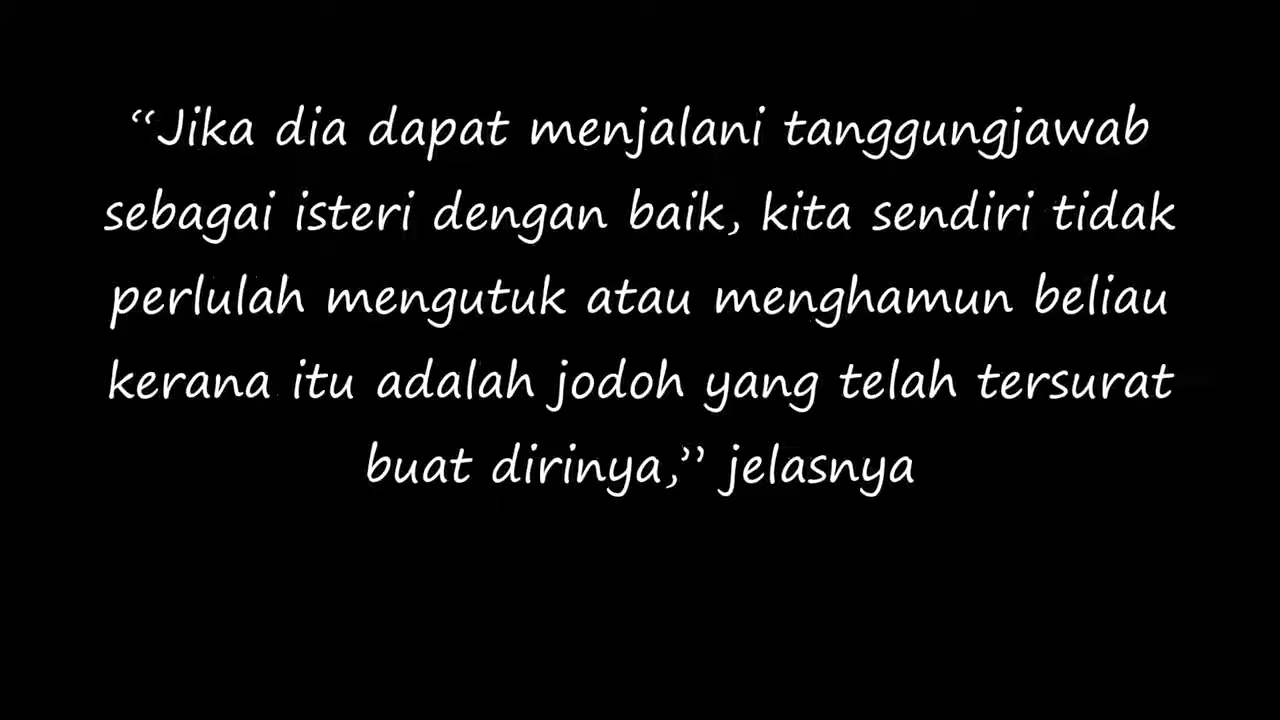 “Jika dia dapat menjalani tanggungjawab
sebagai isteri dengan baik, kita sendiri tidak
perlulah mengutuk atau menghamun beliau
kerana itu adalah jodoh yang telah tersurat
buat dirinya,” jelasnya